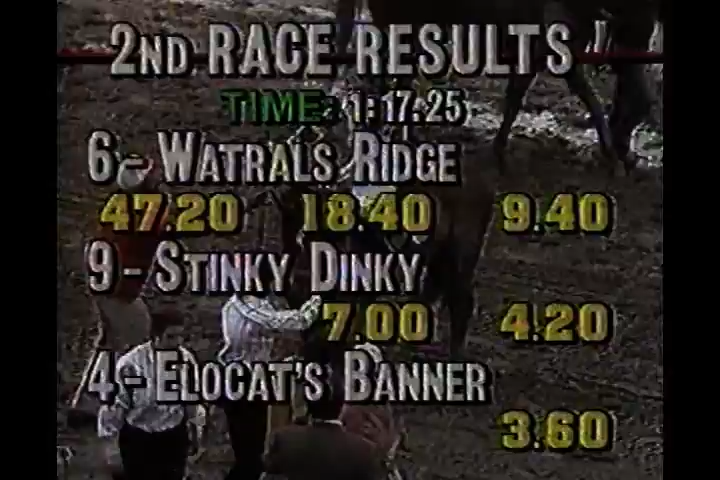 2ND RACE RESULTS
TIME: 1:17.25
6 - WATRALS RIDGE
47.20 18.40 9.40
9 - STINKY DINKY
7.00 4.20
4 - ELOCAT'S BANNER
3.60